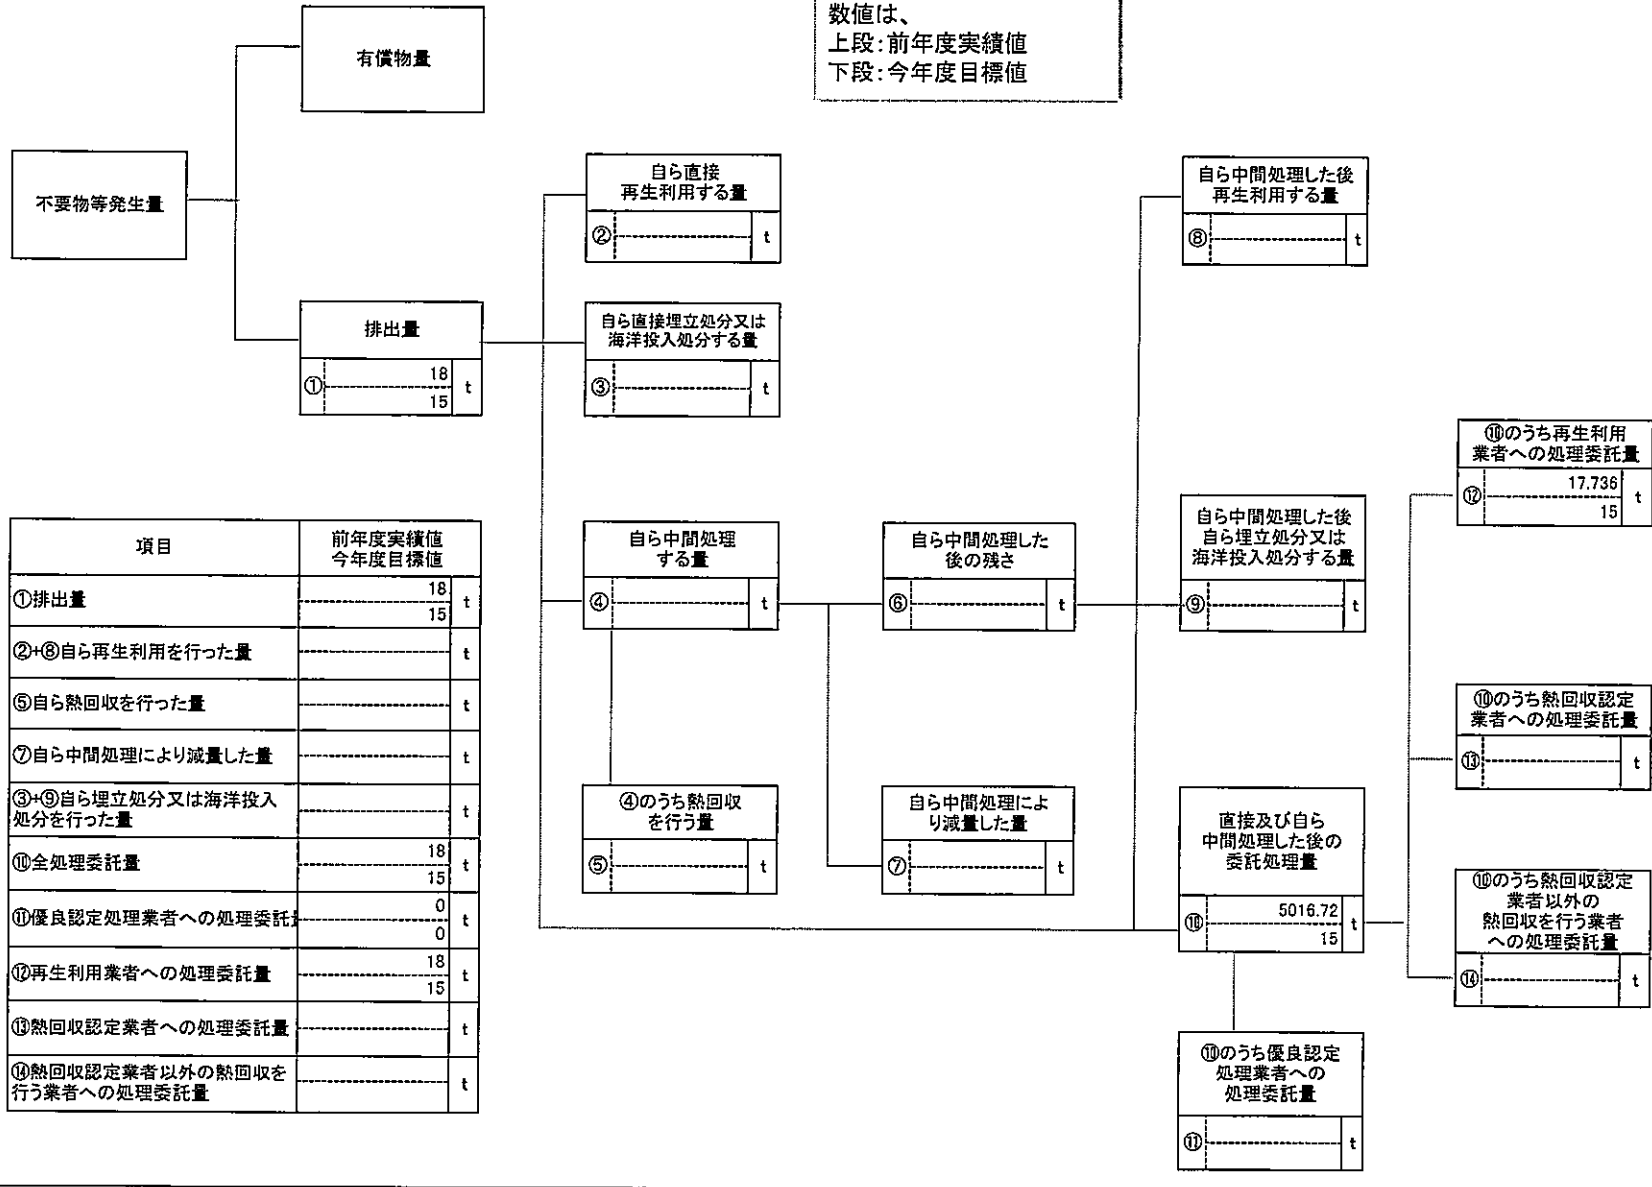 数値は、
上段:前年度実績値
下段:今年度目標値
有償物量
不要物等発生量
排出量
① 18 t
15
自ら直接
再生利用する量
② t
自ら直接埋立処分又は
海洋投入処分する量
③ t
自ら中間処理
する量
④ t
④のうち熱回収
を行う量
⑤ t
自ら中間処理した
後の残さ
⑥ t
自ら中間処理によ
り減量した量
⑦ t
自ら中間処理した後
再生利用する量
⑧ t
自ら中間処理した後
自ら埋立処分又は
海洋投入処分する量
⑨ t
直接及び自ら
中間処理した後の
委託処理量
⑩ 5016.72 t
15
⑩のうち優良認定
処理業者への
処理委託量
⑪ t
⑩のうち再生利用
業者への処理委託量
⑫ 17.736 t
15
⑩のうち熱回収認定
業者への処理委託量
⑬ t
⑩のうち熱回収認定
業者以外の
熱回収を行う業者
への処理委託量
⑭ t
項目 前年度実績値
今年度目標値
①排出量 18 t
15
②+⑧自ら再生利用を行った量 t
⑤自ら熱回収を行った量 t
⑦自ら中間処理により減量した量 t
③+⑨自ら埋立処分又は海洋投入
処分を行った量 t
⑩全処理委託量 18 t
15
⑪優良認定処理業者への処理委託 0 t
0
⑫再生利用業者への処理委託量 18 t
15
⑬熱回収認定業者への処理委託量 t
⑭熱回収認定業者以外の熱回収を
行う業者への処理委託量 t